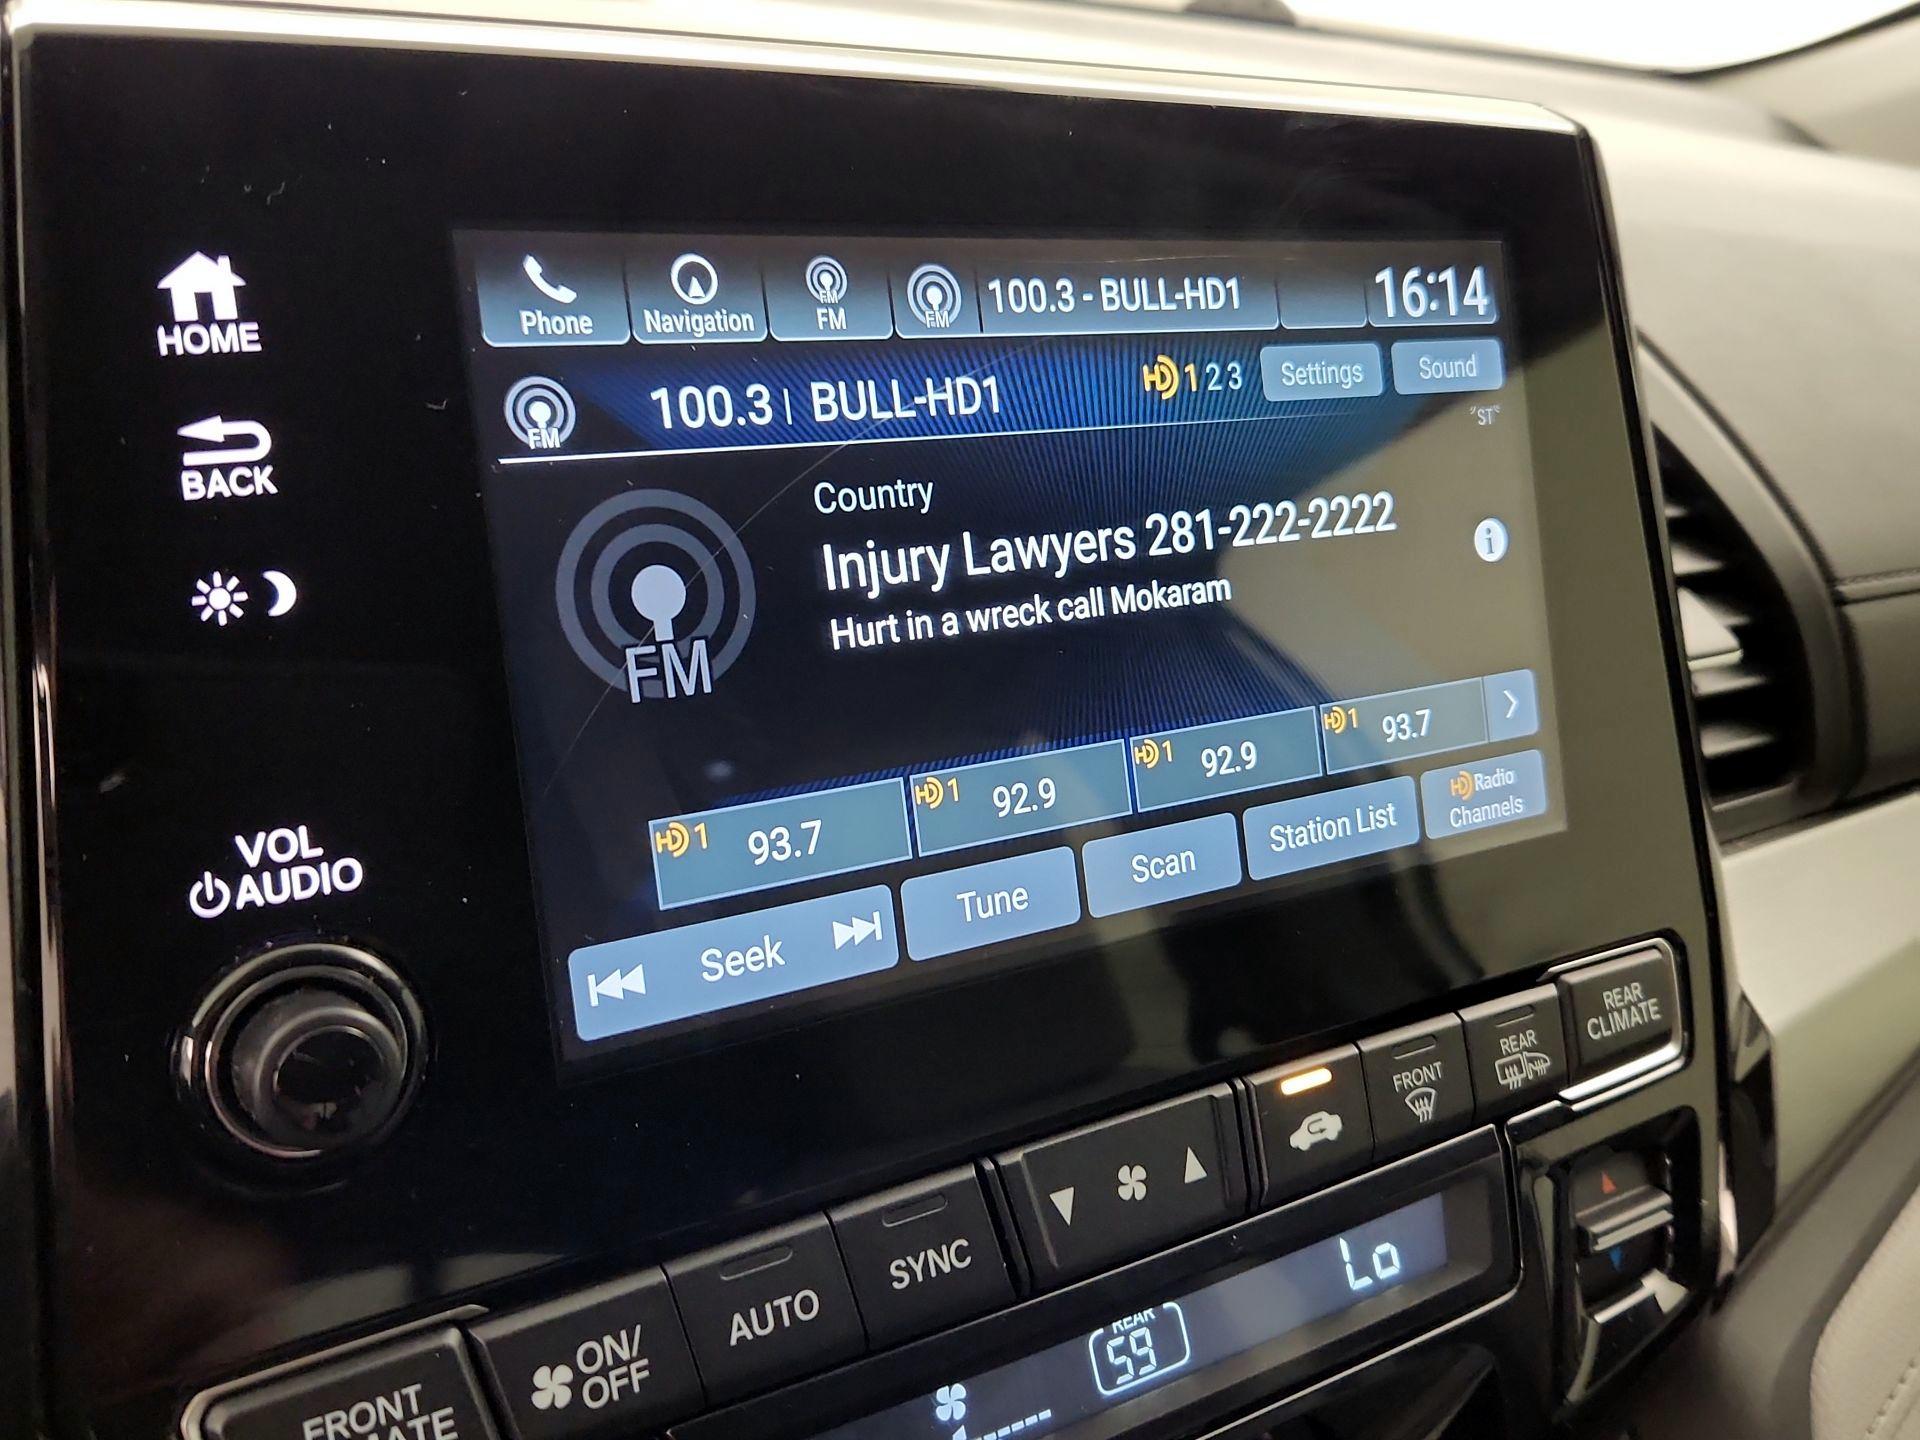 Phone
Navigation
FM
FM
FM
100.3 - BULL-HD1
16:14
HOME
FM
100.3 | BULL-HD1
HD 1 2 3
Settings
Sound
"ST"
BACK
Country
Injury Lawyers 281-222-2222
i
Hurt in a wreck call Mokaram
FM
HD 1 93.7
HD 1 92.9
HD 1 92.9
HD 1 93.7
VOL
AUDIO
Seek
Tune
Scan
Station List
HD Radio
Channels
FRONT
REAR
REAR
CLIMATE
ON/
OFF
AUTO
SYNC
Lo
REAR
59
FRONT